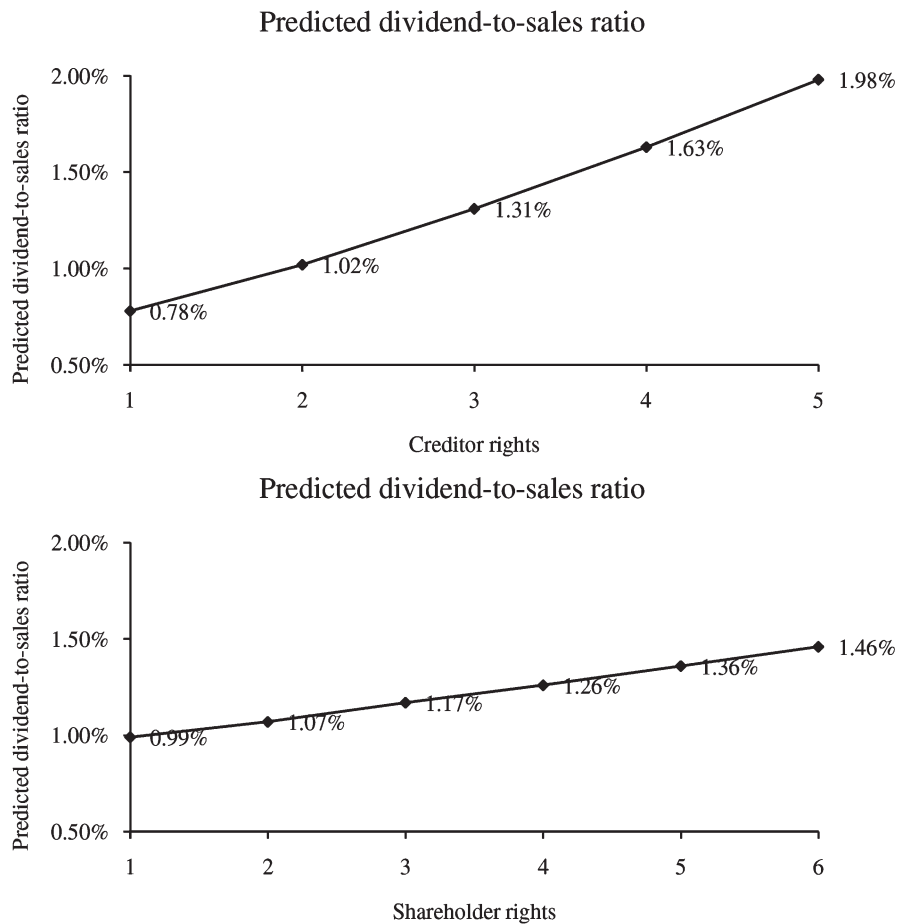 Predicted dividend-to-sales ratio
Predicted dividend-to-sales ratio
2.00%
1.50%
1.00%
0.50%
0.78%
1.02%
1.31%
1.63%
1.98%
1 2 3 4 5
Creditor rights
Predicted dividend-to-sales ratio
Predicted dividend-to-sales ratio
2.00%
1.50%
1.00%
0.50%
0.99%
1.07%
1.17%
1.26%
1.36%
1.46%
1 2 3 4 5 6
Shareholder rights